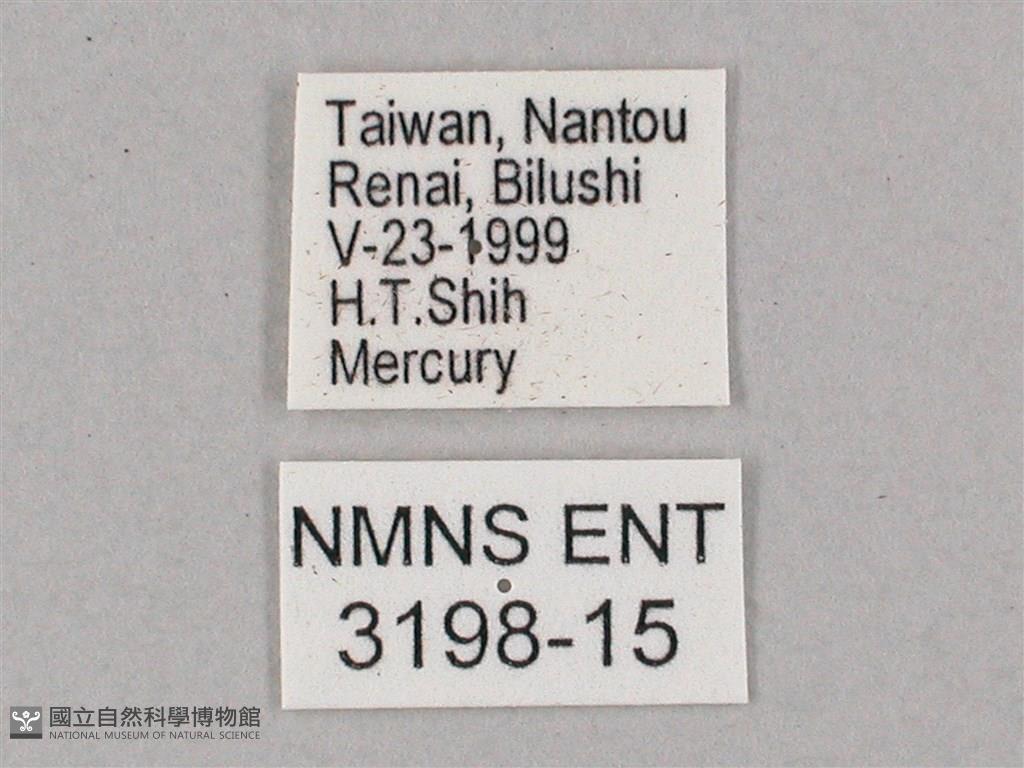 Taiwan, Nantou
Renai, Bilushi
V-23-1999
H.T.Shih
Mercury
NMNS ENT
3198-15
國立自然科學博物館
NATIONAL MUSEUM OF NATURAL SCIENCE